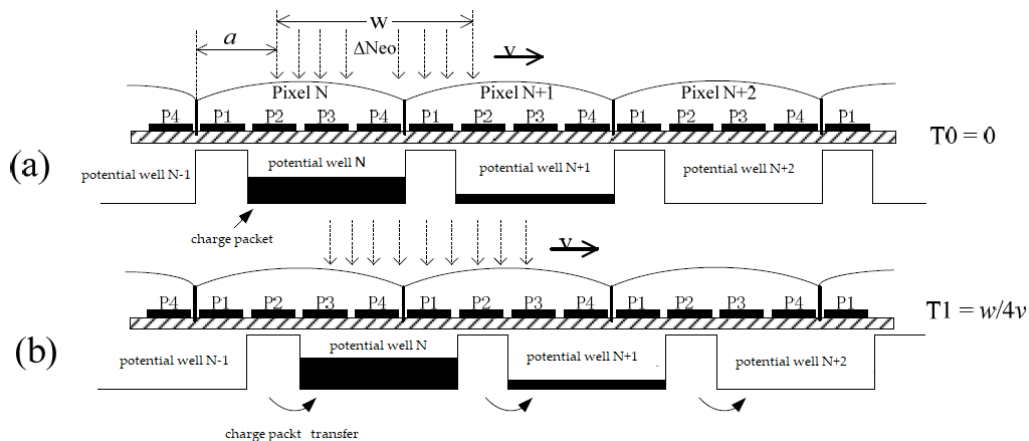 w
a
ΔNeo
v
Pixel N
Pixel N+1
Pixel N+2
P4 P1 P2 P3 P4 P1 P2 P3 P4 P1 P2 P3 P4 P1
T0 = 0
(a)
potential well N-1
potential well N
potential well N+1
potential well N+2
charge packet
v
P4 P1 P2 P3 P4 P1 P2 P3 P4 P1 P2 P3 P4 P1
T1 = w/4v
(b)
potential well N-1
potential well N
potential well N+1
potential well N+2
charge packt transfer